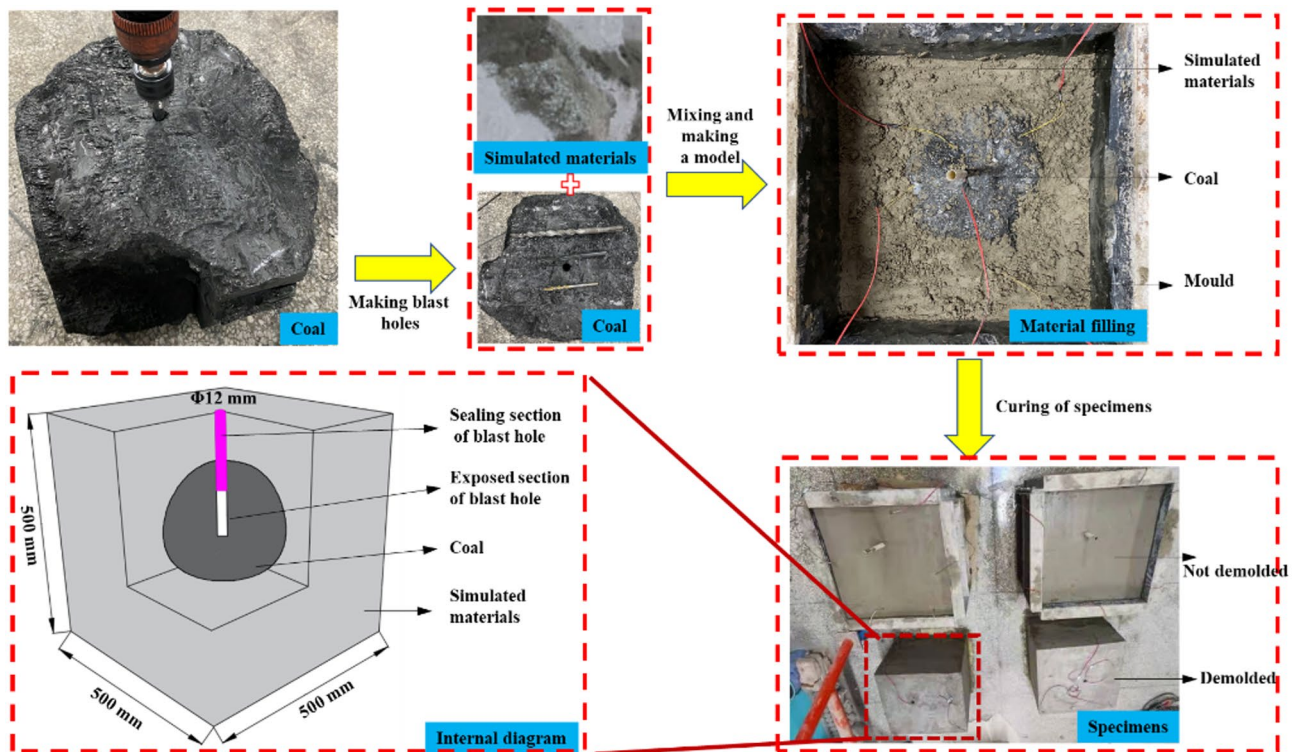 Coal
Making blast
holes
Simulated materials
Coal
Mixing and
making
a model
Simulated
materials
Coal
Mould
Material filling
Curing of specimens
Φ12 mm
Sealing section
of blast hole
Exposed section
of blast hole
Coal
Simulated
materials
500 mm
500 mm
500 mm
Internal diagram
Not demolded
Demolded
Specimens